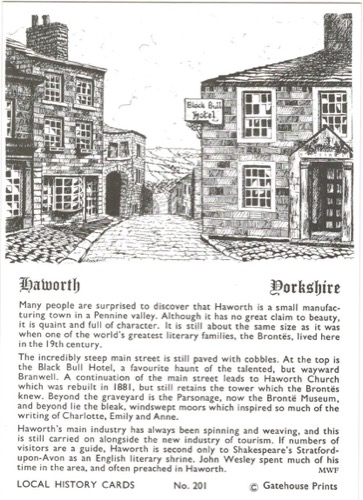 Black Bull
Hotel
Haworth Yorkshire
Many people are surprised to discover that Haworth is a small manufac-
turing town in a Pennine valley. Although it has no great claim to beauty,
it is quaint and full of character. It is still about the same size as it was
when one of the world's greatest literary families, the Brontës, lived here
in the 19th century.
The incredibly steep main street is still paved with cobbles. At the top is
the Black Bull Hotel, a favourite haunt of the talented, but wayward
Branwell. A continuation of the main street leads to Haworth Church
which was rebuilt in 1881, but still retains the tower which the Brontës
knew. Beyond the graveyard is the Parsonage, now the Brontë Museum,
and beyond lie the bleak, windswept moors which inspired so much of the
writing of Charlotte, Emily and Anne.
Haworth's main industry has always been spinning and weaving, and this
is still carried on alongside the new industry of tourism. If numbers of
visitors are a guide, Haworth is second only to Shakespeare's Stratford-
upon-Avon as an English literary shrine. John Wesley spent much of his
time in the area, and often preached in Haworth. MWF
LOCAL HISTORY CARDS No. 201 © Gatehouse Prints